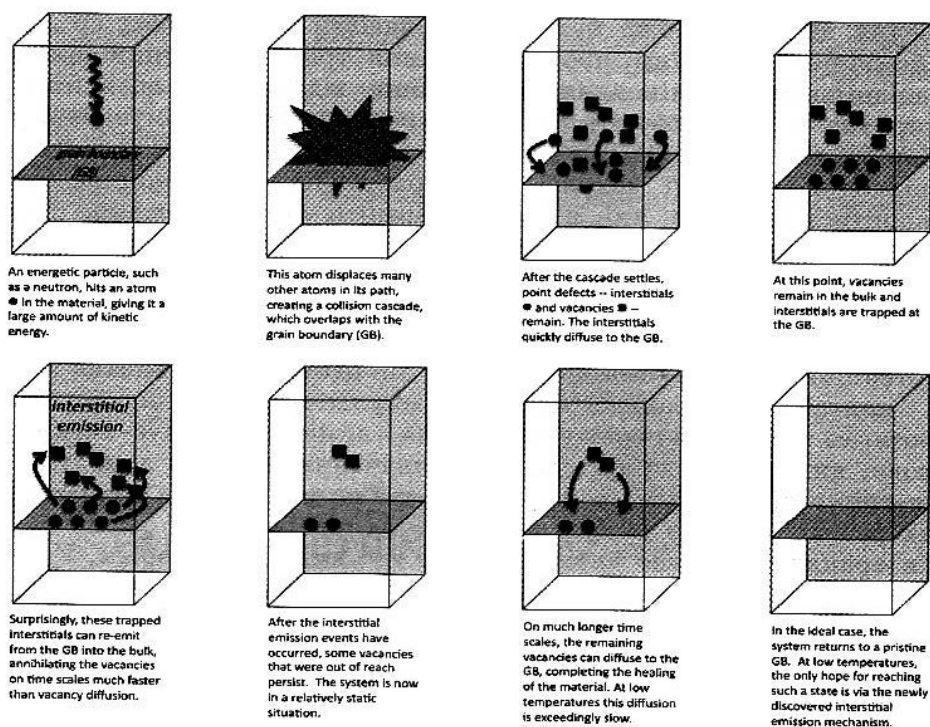 grain boundary
(GB)
An energetic particle, such
as a neutron, hits an atom
● in the material, giving it a
large amount of kinetic
energy.
This atom displaces many
other atoms in its path,
creating a collision cascade,
which overlaps with the
grain boundary (GB).
After the cascade settles,
point defects -- interstitials
● and vacancies ■ –
remain. The interstitials
quickly diffuse to the GB.
At this point, vacancies
remain in the bulk and
interstitials are trapped at
the GB.
interstitial
emission
Surprisingly, these trapped
interstitials can re-emit
from the GB into the bulk,
annihilating the vacancies
on time scales much faster
than vacancy diffusion.
After the interstitial
emission events have
occurred, some vacancies
that were out of reach
persist. The system is now
in a relatively static
situation.
On much longer time
scales, the remaining
vacancies can diffuse to the
GB, completing the healing
of the material. At low
temperatures this diffusion
is exceedingly slow.
In the ideal case, the
system returns to a pristine
GB. At low temperatures,
the only hope for reaching
such a state is via the newly
discovered interstitial
emission mechanism.